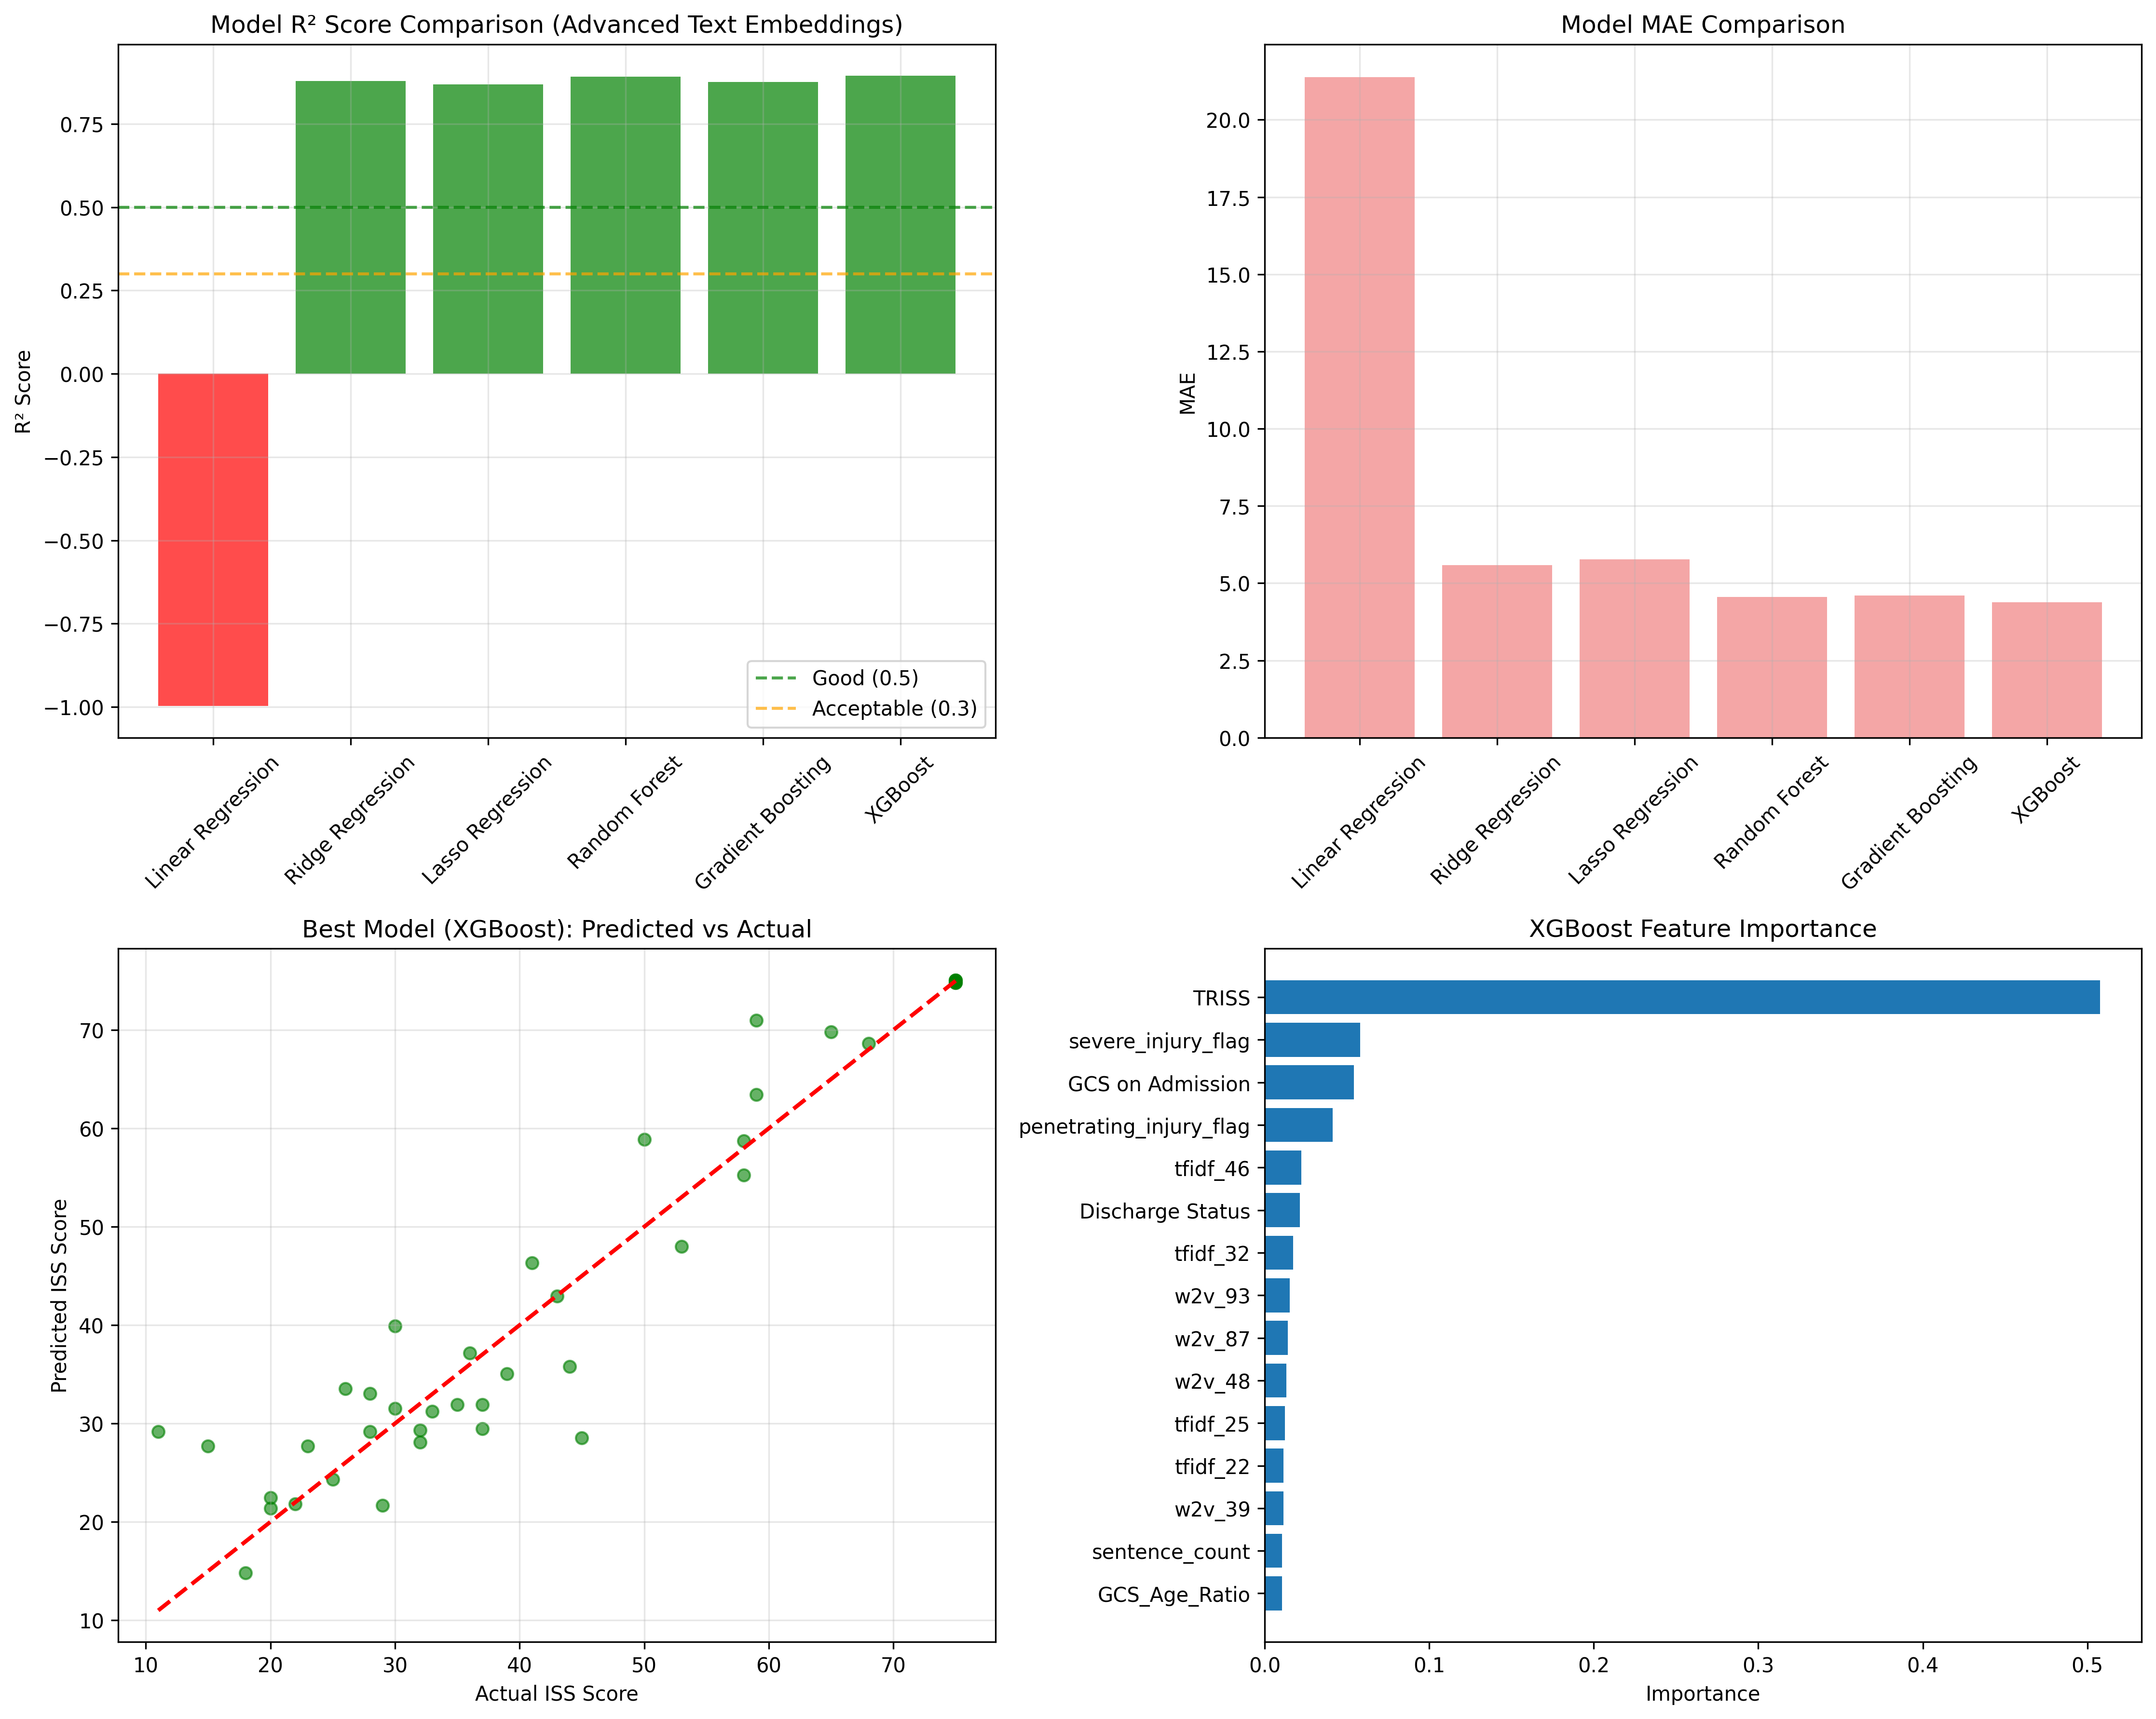 Model R² Score Comparison (Advanced Text Embeddings)
R² Score
0.75
0.50
0.25
0.00
−0.25
−0.50
−0.75
−1.00
Good (0.5)
Acceptable (0.3)
Linear Regression
Ridge Regression
Lasso Regression
Random Forest
Gradient Boosting
XGBoost
Model MAE Comparison
MAE
20.0
17.5
15.0
12.5
10.0
7.5
5.0
2.5
0.0
Linear Regression
Ridge Regression
Lasso Regression
Random Forest
Gradient Boosting
XGBoost
Best Model (XGBoost): Predicted vs Actual
Predicted ISS Score
70
60
50
40
30
20
10
10
20
30
40
50
60
70
Actual ISS Score
XGBoost Feature Importance
TRISS
severe_injury_flag
GCS on Admission
penetrating_injury_flag
tfidf_46
Discharge Status
tfidf_32
w2v_93
w2v_87
w2v_48
tfidf_25
tfidf_22
w2v_39
sentence_count
GCS_Age_Ratio
0.0
0.1
0.2
0.3
0.4
0.5
Importance